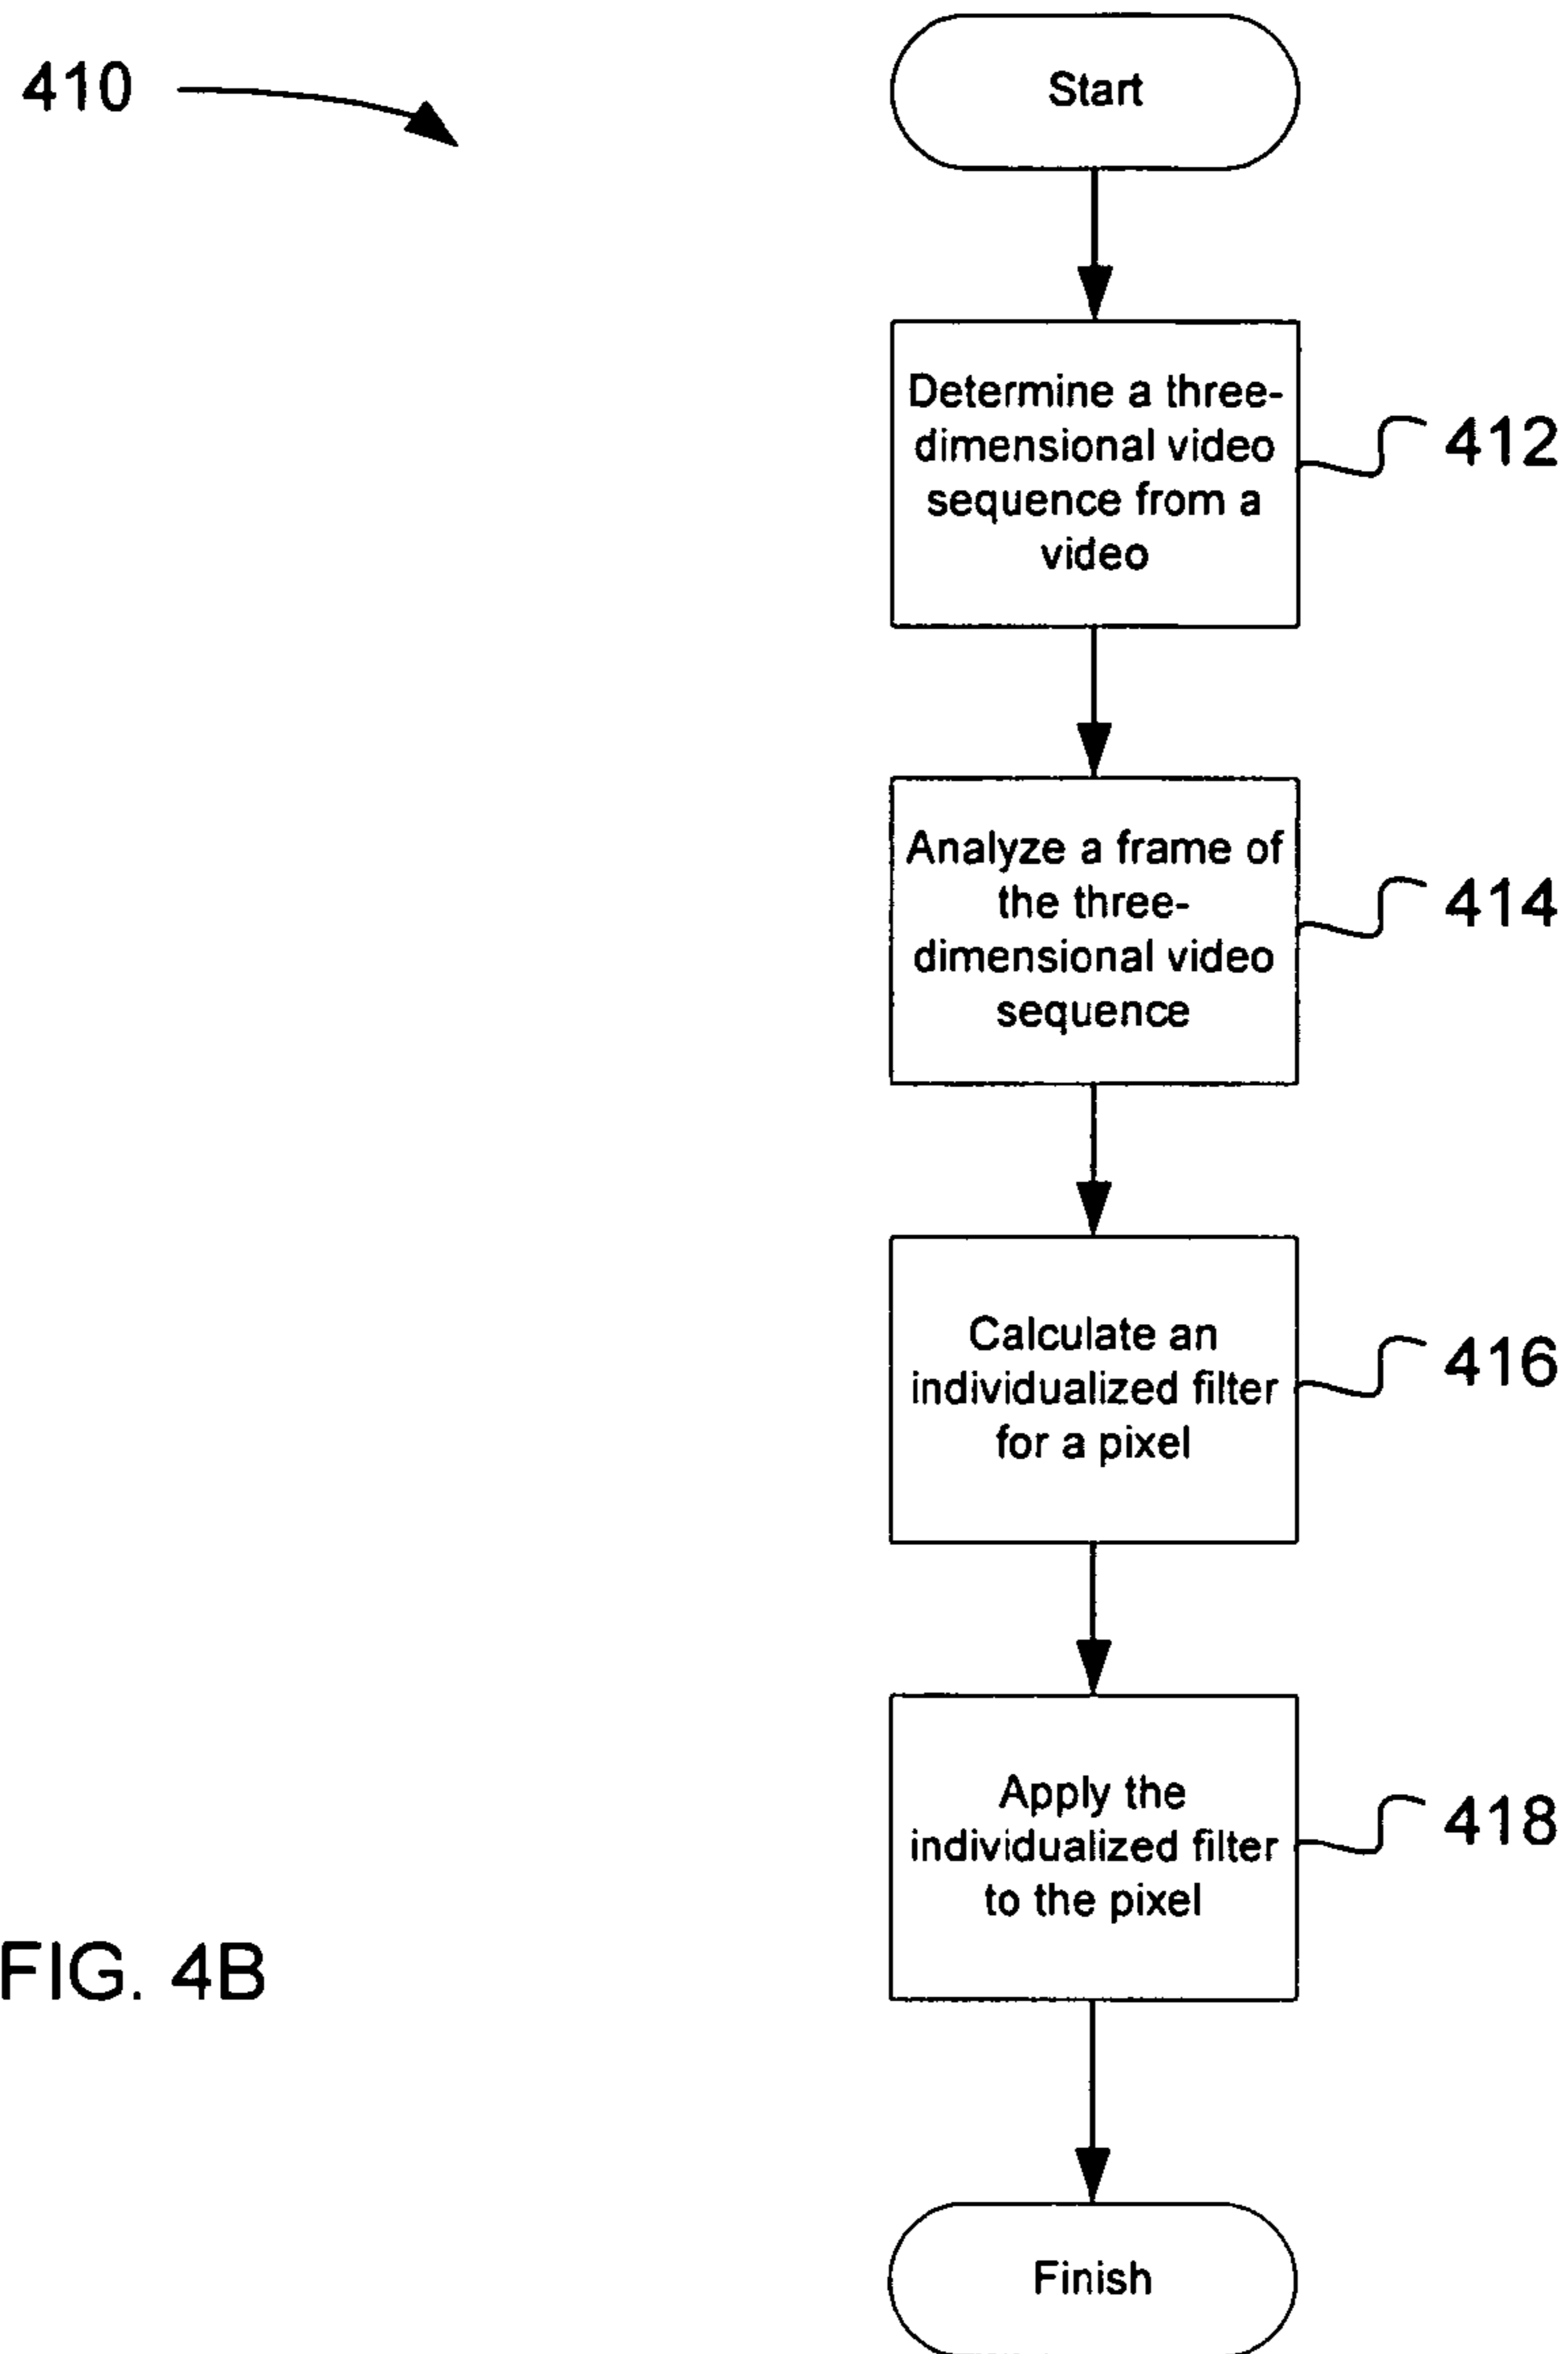 410
Start
Determine a three-
dimensional video
sequence from a
video
412
Analyze a frame of
the three-
dimensional video
sequence
414
Calculate an
individualized filter
for a pixel
416
Apply the
individualized filter
to the pixel
418
FIG. 4B
Finish